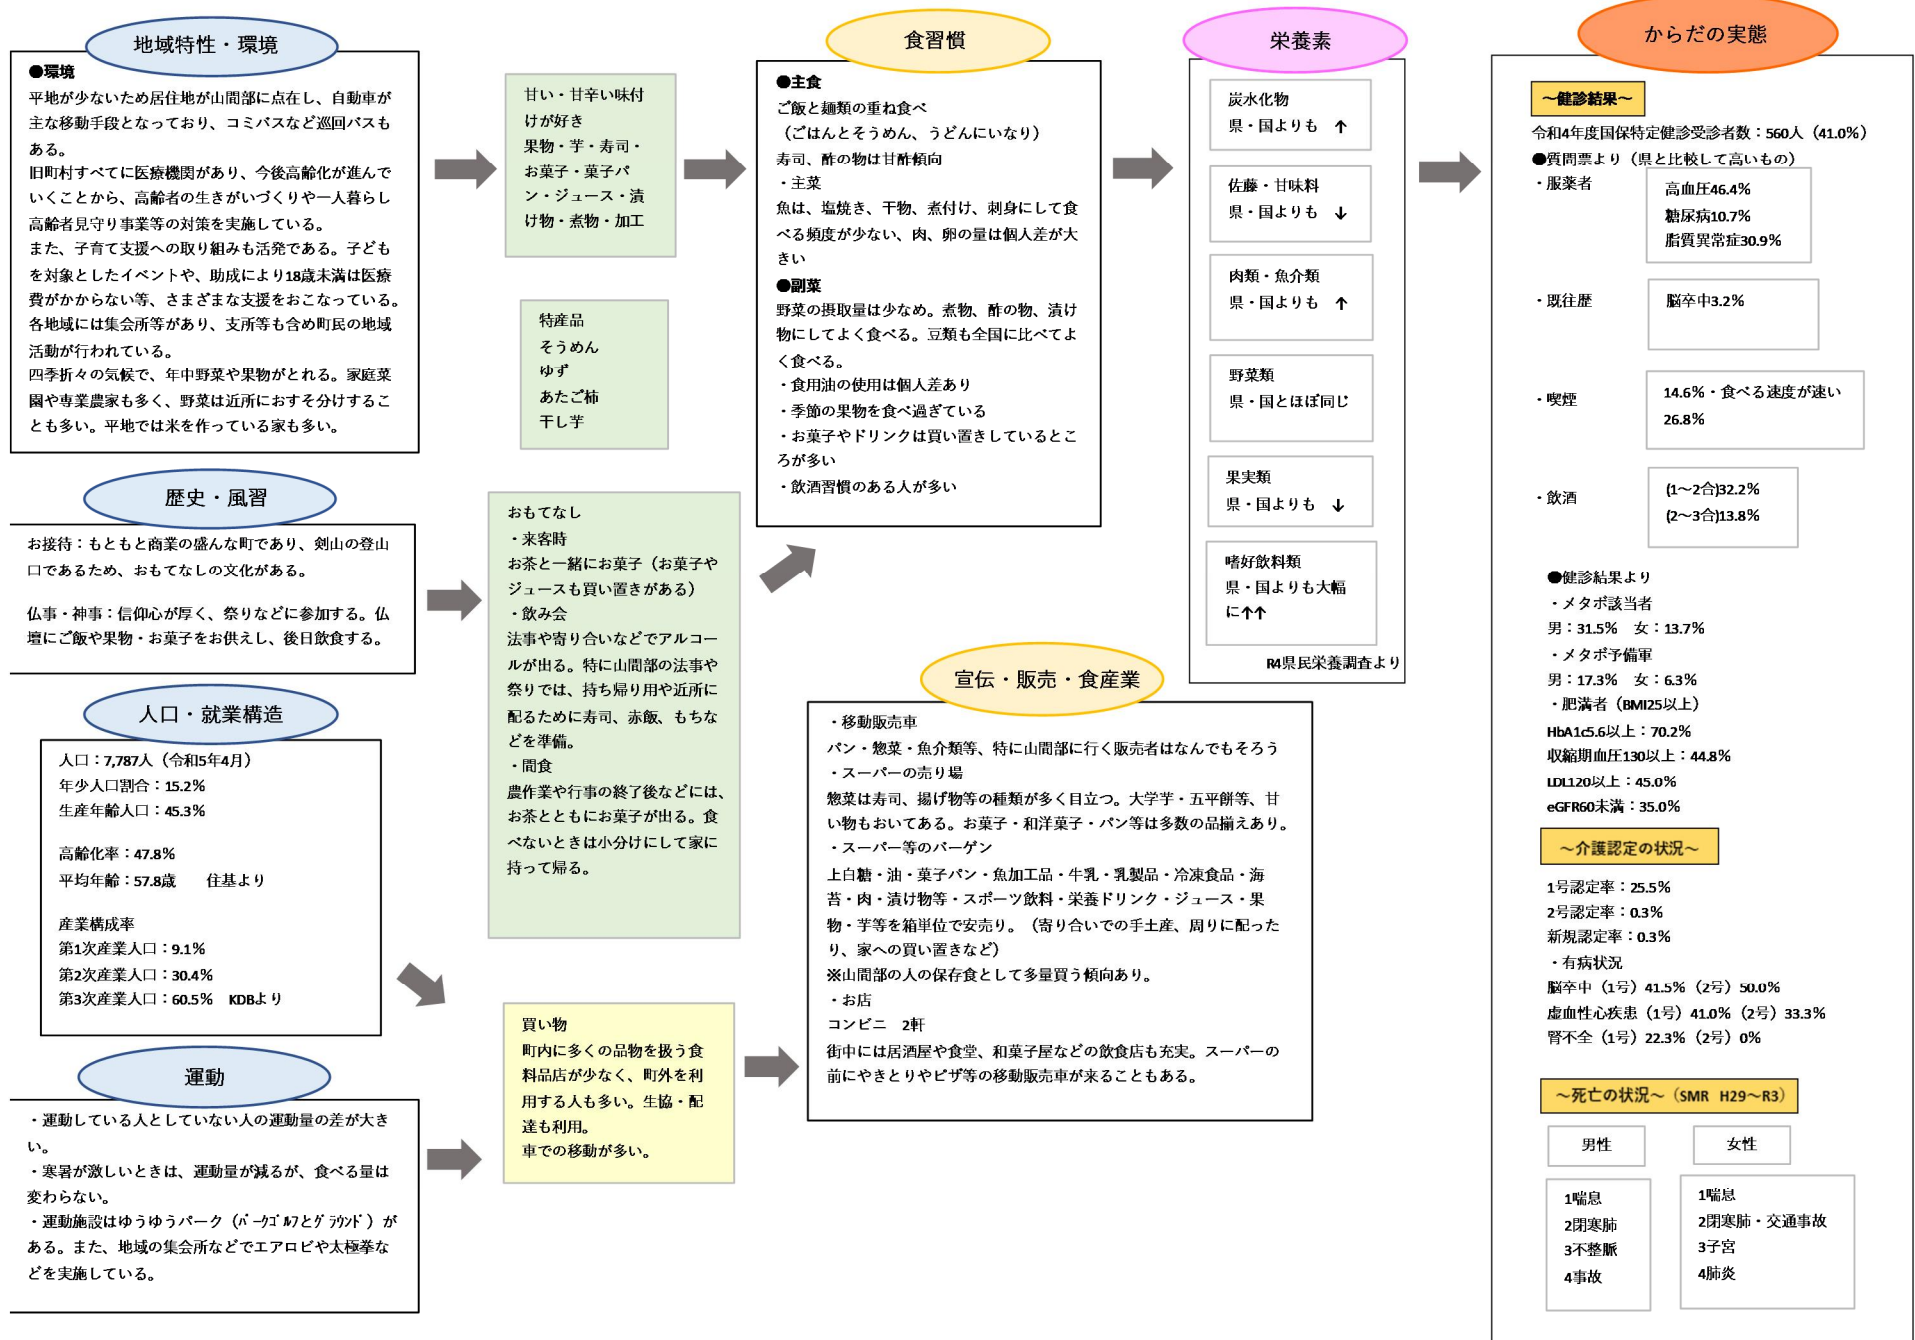 地域特性・環境
●環境
平地が少ないため居住地が山間部に点在し、自動車が
主な移動手段となっており、コミバスなど巡回バスも
ある。
旧町村すべてに医療機関があり、今後高齢化が進んで
いくことから、高齢者の生きがいづくりや一人暮らし
高齢者見守り事業等の対策を実施している。
また、子育て支援への取り組みも活発である。子ども
を対象としたイベントや、助成により18歳未満は医療
費がかからない等、さまざまな支援をおこなっている。
各地域には集会所等があり、支所等も含め町民の地域
活動が行われている。
四季折々の気候で、年中野菜や果物がとれる。家庭菜
園や専業農家も多く、野菜は近所におすそ分けするこ
とも多い。平地では米を作っている家も多い。
歴史・風習
お接待：もともと商業の盛んな町であり、剣山の登山
口であるため、おもてなしの文化がある。
仏事・神事：信仰心が厚く、祭りなどに参加する。仏
壇にご飯や果物・お菓子をお供えし、後日飲食する。
人口・就業構造
人口：7,787人（令和5年4月）
年少人口割合：15.2%
生産年齢人口：45.3%
高齢化率：47.8%
平均年齢：57.8歳　　住基より
産業構成率
第1次産業人口：9.1%
第2次産業人口：30.4%
第3次産業人口：60.5%　KDBより
運動
・運動している人としていない人の運動量の差が大き
い。
・寒暑が激しいときは、運動量が減るが、食べる量は
変わらない。
・運動施設はゆうゆうパーク（ﾊﾟｰｸｺﾞﾙﾌとｸﾞﾗｳﾝﾄﾞ）が
ある。また、地域の集会所などでエアロビや太極拳な
どを実施している。
甘い・甘辛い味付
けが好き
果物・芋・寿司・
お菓子・菓子パ
ン・ジュース・漬
け物・煮物・加工
特産品
そうめん
ゆず
あたご柿
干し芋
おもてなし
・来客時
お茶と一緒にお菓子（お菓子や
ジュースも買い置きがある）
・飲み会
法事や寄り合いなどでアルコー
ルが出る。特に山間部の法事や
祭りでは、持ち帰り用や近所に
配るために寿司、赤飯、もちな
どを準備。
・間食
農作業や行事の終了後などには、
お茶とともにお菓子が出る。食
べないときは小分けにして家に
持って帰る。
買い物
町内に多くの品物を扱う食
料品店が少なく、町外を利
用する人も多い。生協・配
達も利用。
車での移動が多い。
食習慣
●主食
ご飯と麺類の重ね食べ
（ごはんとそうめん、うどんにいなり）
寿司、酢の物は甘酢傾向
・主菜
魚は、塩焼き、干物、煮付け、刺身にして食
べる頻度が少ない、肉、卵の量は個人差が大
きい
●副菜
野菜の摂取量は少なめ。煮物、酢の物、漬け
物にしてよく食べる。豆類も全国に比べてよ
く食べる。
・食用油の使用は個人差あり
・季節の果物を食べ過ぎている
・お菓子やドリンクは買い置きしているとこ
ろが多い
・飲酒習慣のある人が多い
宣伝・販売・食産業
・移動販売車
パン・惣菜・魚介類等、特に山間部に行く販売者はなんでもそろう
・スーパーの売り場
惣菜は寿司、揚げ物等の種類が多く目立つ。大学芋・五平餅等、甘
い物もおいてある。お菓子・和洋菓子・パン等は多数の品揃えあり。
・スーパー等のバーゲン
上白糖・油・菓子パン・魚加工品・牛乳・乳製品・冷凍食品・海
苔・肉・漬け物等・スポーツ飲料・栄養ドリンク・ジュース・果
物・芋等を箱単位で安売り。（寄り合いでの手土産、周りに配った
り、家への買い置きなど）
※山間部の人の保存食として多量買う傾向あり。
・お店
コンビニ　2軒
街中には居酒屋や食堂、和菓子屋などの飲食店も充実。スーパーの
前にやきとりやピザ等の移動販売車が来ることもある。
栄養素
炭水化物
県・国よりも　↑
佐藤・甘味料
県・国よりも　↓
肉類・魚介類
県・国よりも　↑
野菜類
県・国とほぼ同じ
果実類
県・国よりも　↓
嗜好飲料類
県・国よりも大幅
に↑↑
R4県民栄養調査より
からだの実態
～健診結果～
令和4年度国保特定健診受診者数：560人（41.0%）
●質問票より（県と比較して高いもの）
・服薬者
高血圧46.4%
糖尿病10.7%
脂質異常症30.9%
・既往歴
脳卒中3.2%
・喫煙
14.6%・食べる速度が速い
26.8%
・飲酒
(1～2合)32.2%
(2～3合)13.8%
●健診結果より
・メタボ該当者
男：31.5%　女：13.7%
・メタボ予備軍
男：17.3%　女：6.3%
・肥満者（BMI25以上）
HbA1c5.6以上：70.2%
収縮期血圧130以上：44.8%
LDL120以上：45.0%
eGFR60未満：35.0%
～介護認定の状況～
1号認定率：25.5%
2号認定率：0.3%
新規認定率：0.3%
・有病状況
脳卒中（1号）41.5%（2号）50.0%
虚血性心疾患（1号）41.0%（2号）33.3%
腎不全（1号）22.3%（2号）0%
～死亡の状況～（SMR　H29～R3）
男性
1喘息
2閉寒肺
3不整脈
4事故
女性
1喘息
2閉寒肺・交通事故
3子宮
4肺炎